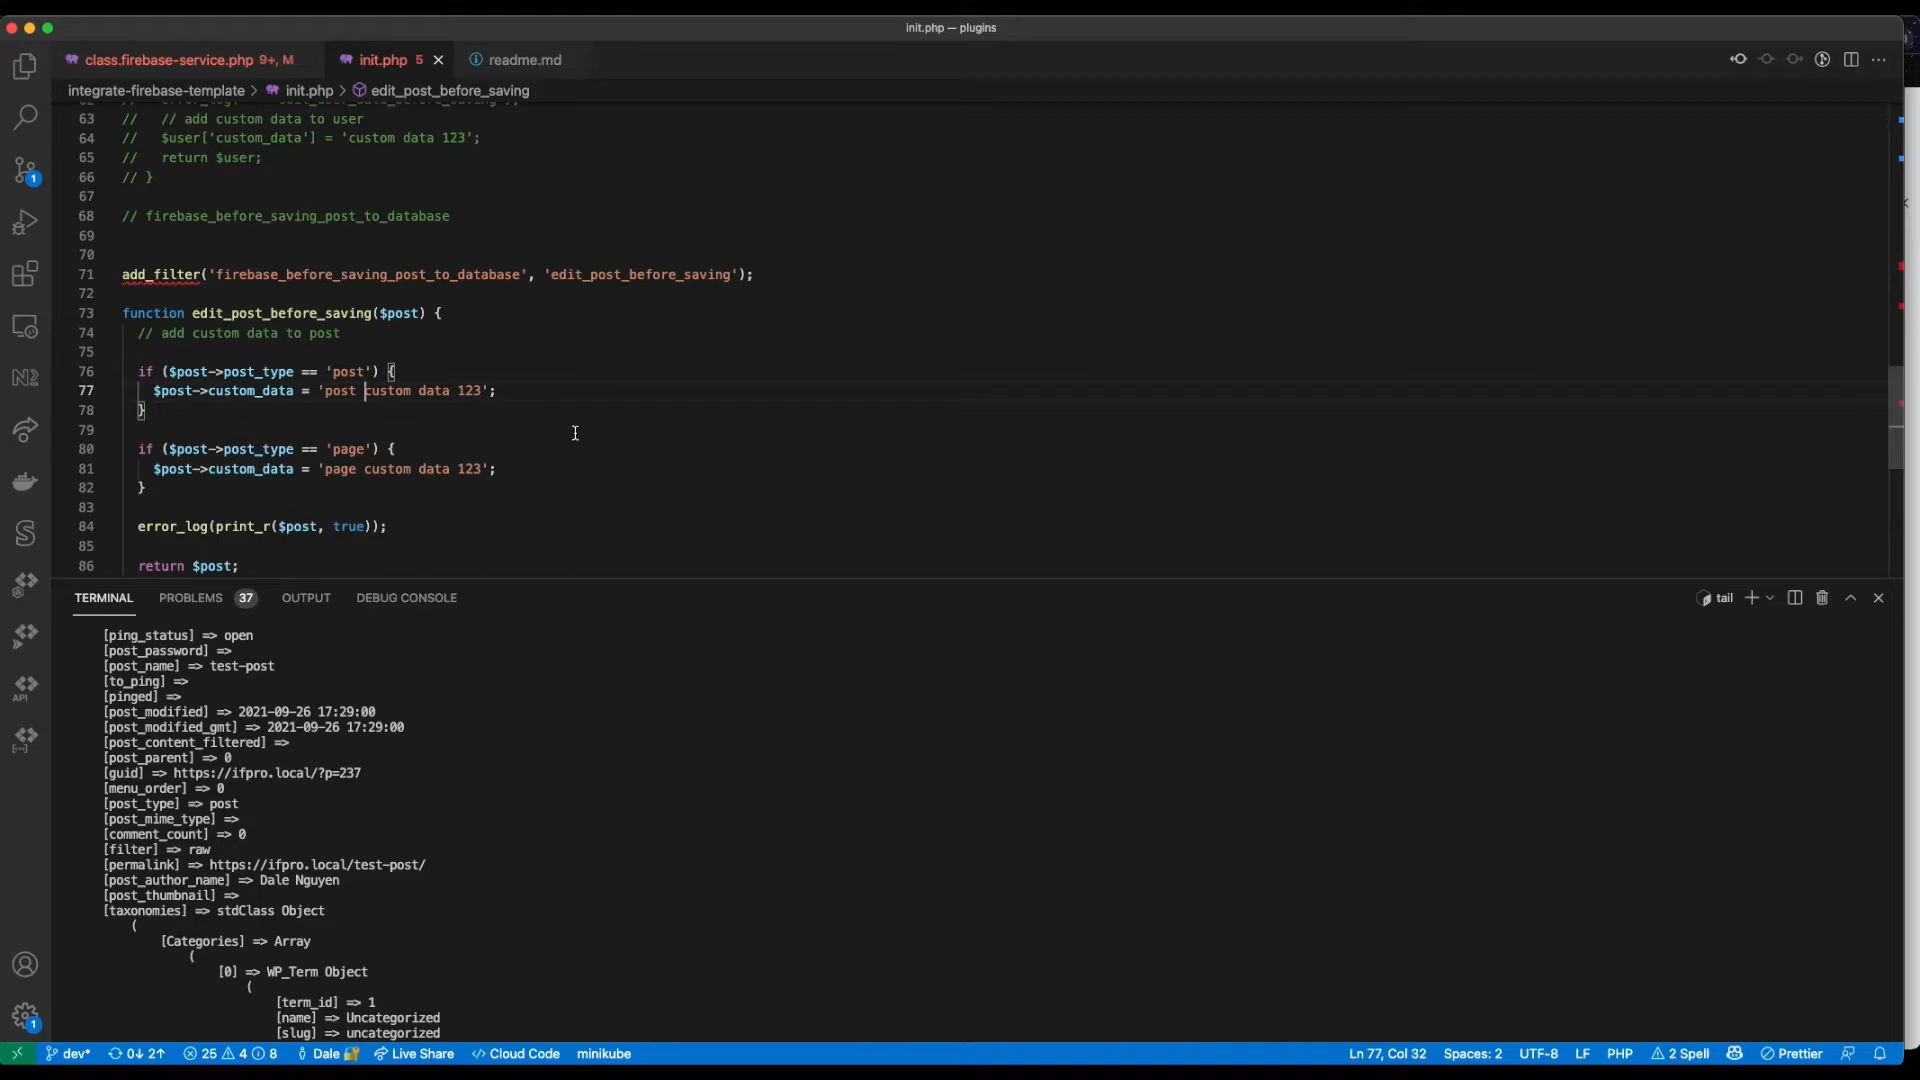 init.php — plugins
class.firebase-service.php 9+, M
init.php 5
readme.md
integrate-firebase-template > init.php > edit_post_before_saving
63 // // add custom data to user
64 // $user['custom_data'] = 'custom data 123';
65 // return $user;
66 // }
67
68 // firebase_before_saving_post_to_database
69
70
71 add_filter('firebase_before_saving_post_to_database', 'edit_post_before_saving');
72
73 function edit_post_before_saving($post) {
74 // add custom data to post
75
76 if ($post->post_type == 'post') {
77 $post->custom_data = 'post custom data 123';
78 }
79
80 if ($post->post_type == 'page') {
81 $post->custom_data = 'page custom data 123';
82 }
83
84 error_log(print_r($post, true));
85
86 return $post;
TERMINAL PROBLEMS 37 OUTPUT DEBUG CONSOLE tail
[ping_status] => open
[post_password] =>
[post_name] => test-post
[to_ping] =>
[pinged] =>
[post_modified] => 2021-09-26 17:29:00
[post_modified_gmt] => 2021-09-26 17:29:00
[post_content_filtered] =>
[post_parent] => 0
[guid] => https://ifpro.local/?p=237
[menu_order] => 0
[post_type] => post
[post_mime_type] =>
[comment_count] => 0
[filter] => raw
[permalink] => https://ifpro.local/test-post/
[post_author_name] => Dale Nguyen
[post_thumbnail] =>
[taxonomies] => stdClass Object
(
[Categories] => Array
(
[0] => WP_Term Object
(
[term_id] => 1
[name] => Uncategorized
[slug] => uncategorized
dev* 0↓ 2↑ 25 4 8 Dale Live Share Cloud Code minikube Ln 77, Col 32 Spaces: 2 UTF-8 LF PHP 2 Spell Prettier
1
API
1